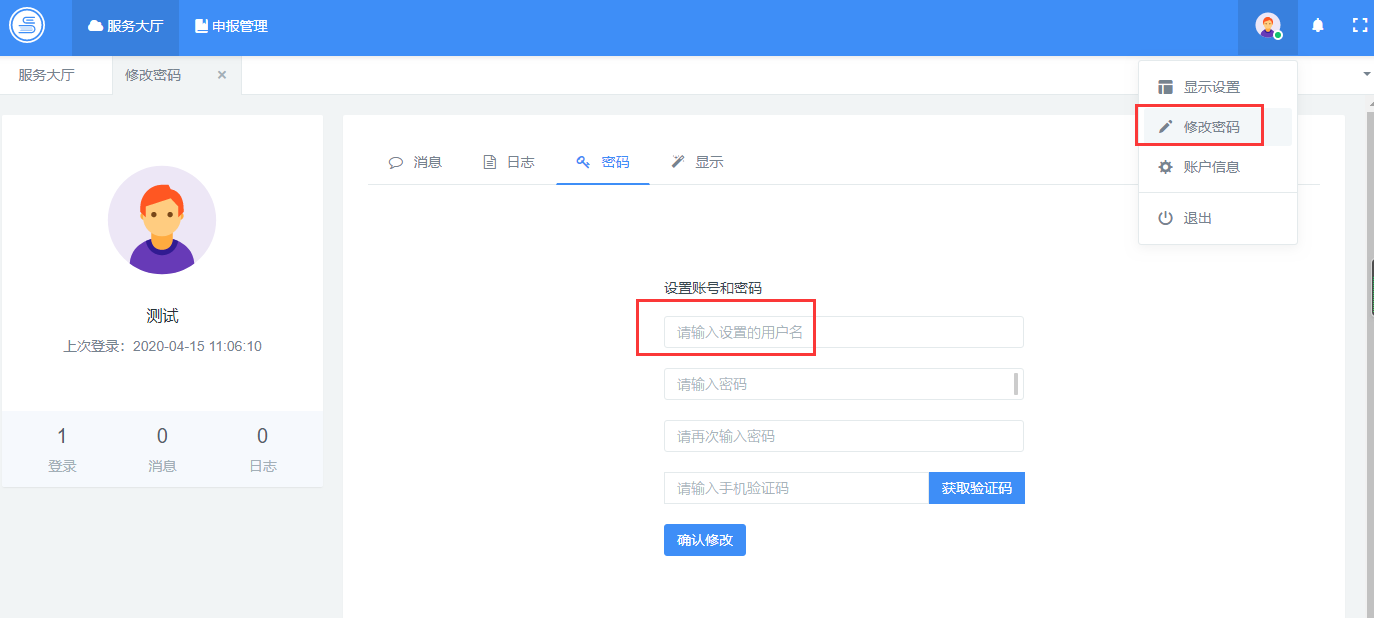 服务大厅
申报管理
服务大厅
修改密码
显示设置
修改密码
账户信息
退出
测试
上次登录：2020-04-15 11:06:10
1
0
0
登录
消息
日志
消息
日志
密码
显示
设置账号和密码
请输入设置的用户名
请输入密码
请再次输入密码
请输入手机验证码
获取验证码
确认修改